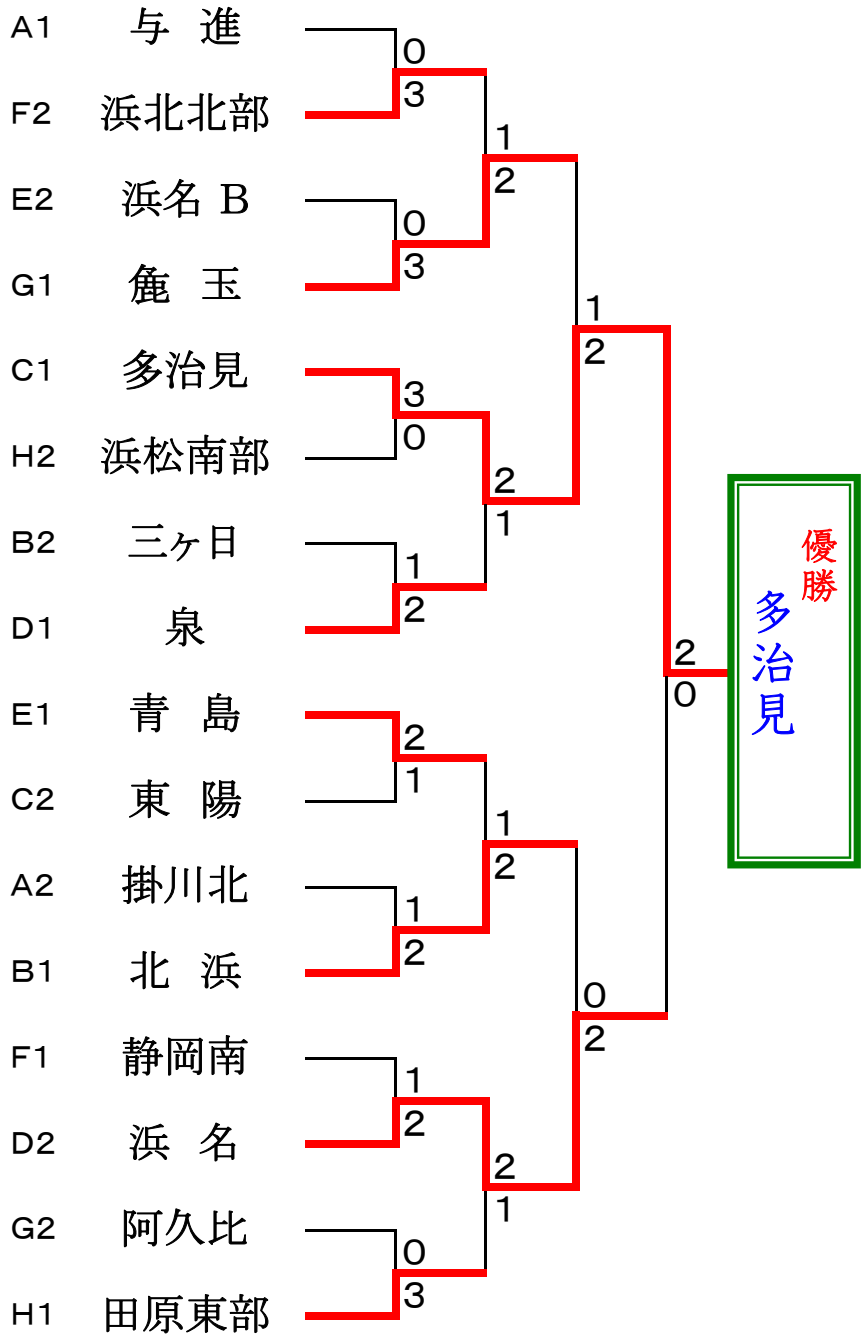 A1 与進
0
3
F2 浜北北部
1
2
E2 浜名 B
0
3
G1 麁玉
1
2
C1 多治見
3
0
H2 浜松南部
2
1
B2 三ヶ日
1
2
D1 泉
2
0
優勝
多治見
E1 青島
2
1
C2 東陽
1
2
A2 掛川北
1
2
B1 北浜
0
2
F1 静岡南
1
2
D2 浜名
2
1
G2 阿久比
0
3
H1 田原東部